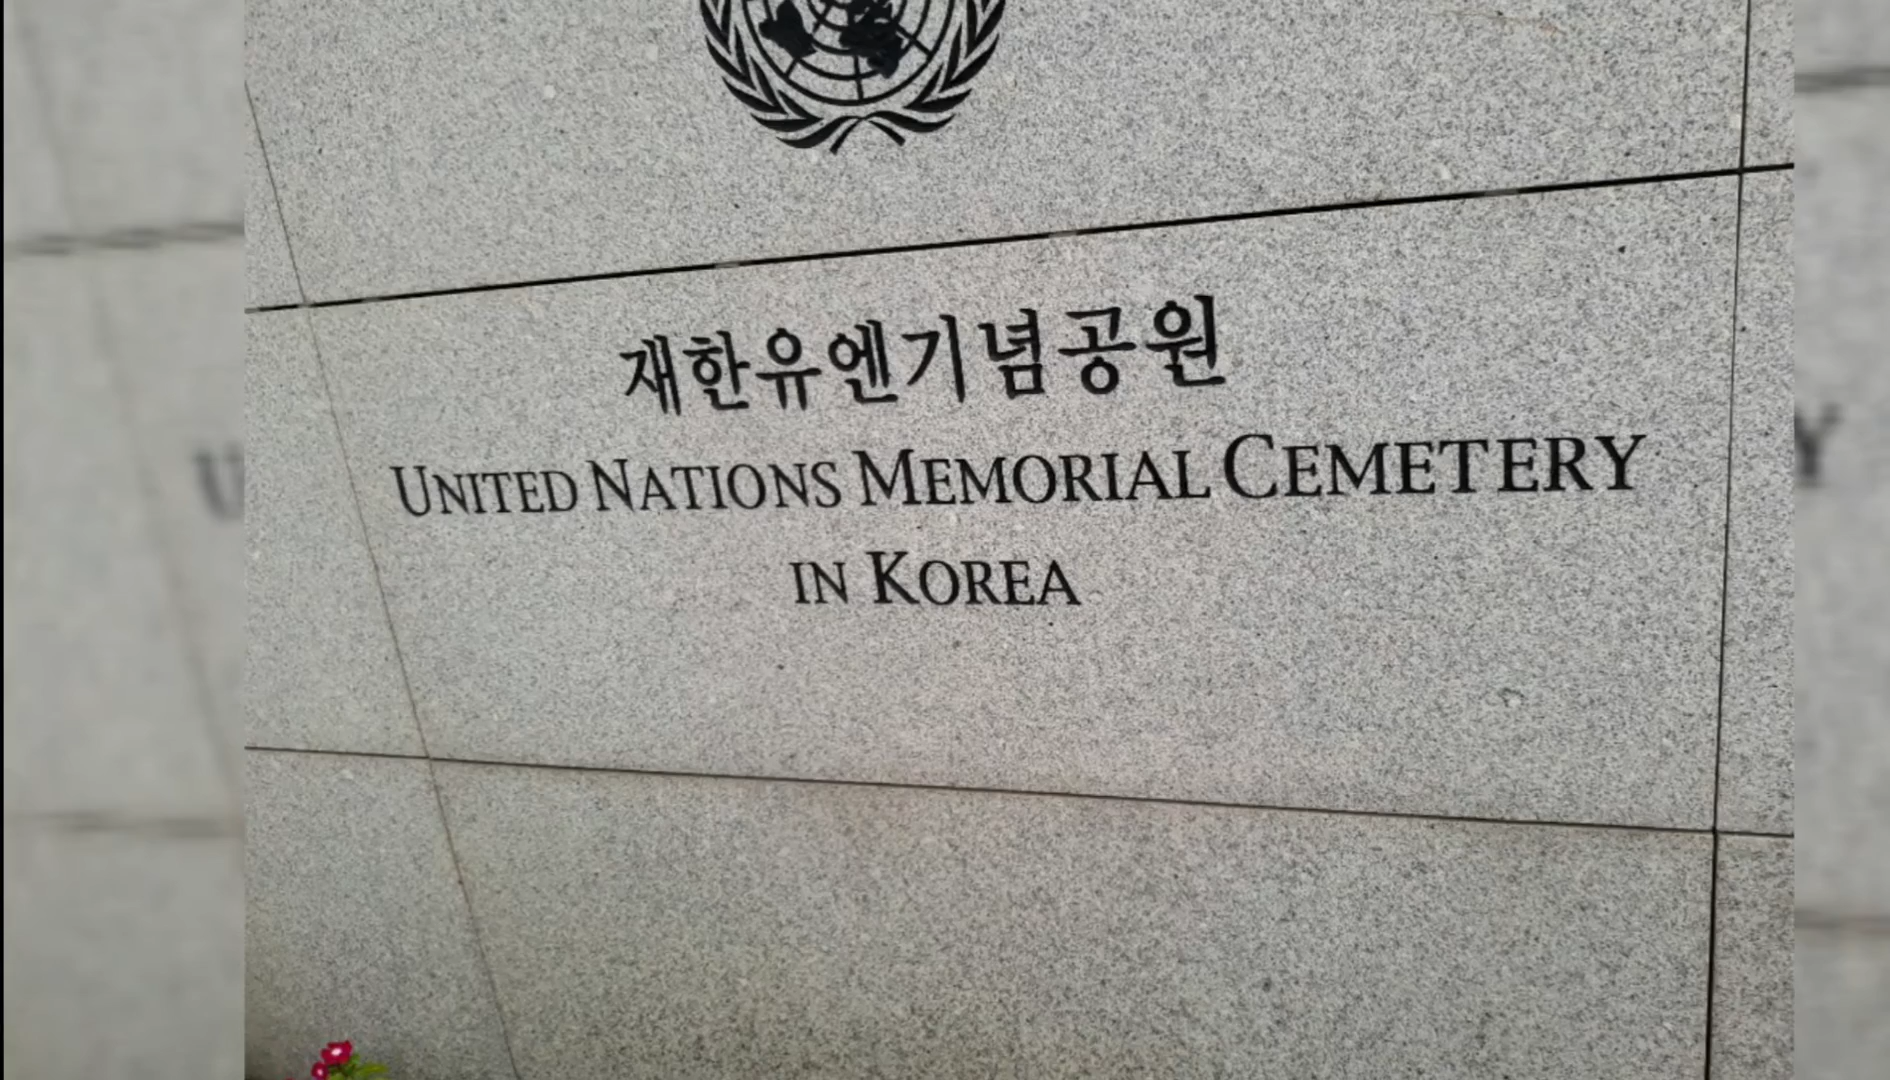 재한유엔기념공원
UNITED NATIONS MEMORIAL CEMETERY
IN KOREA